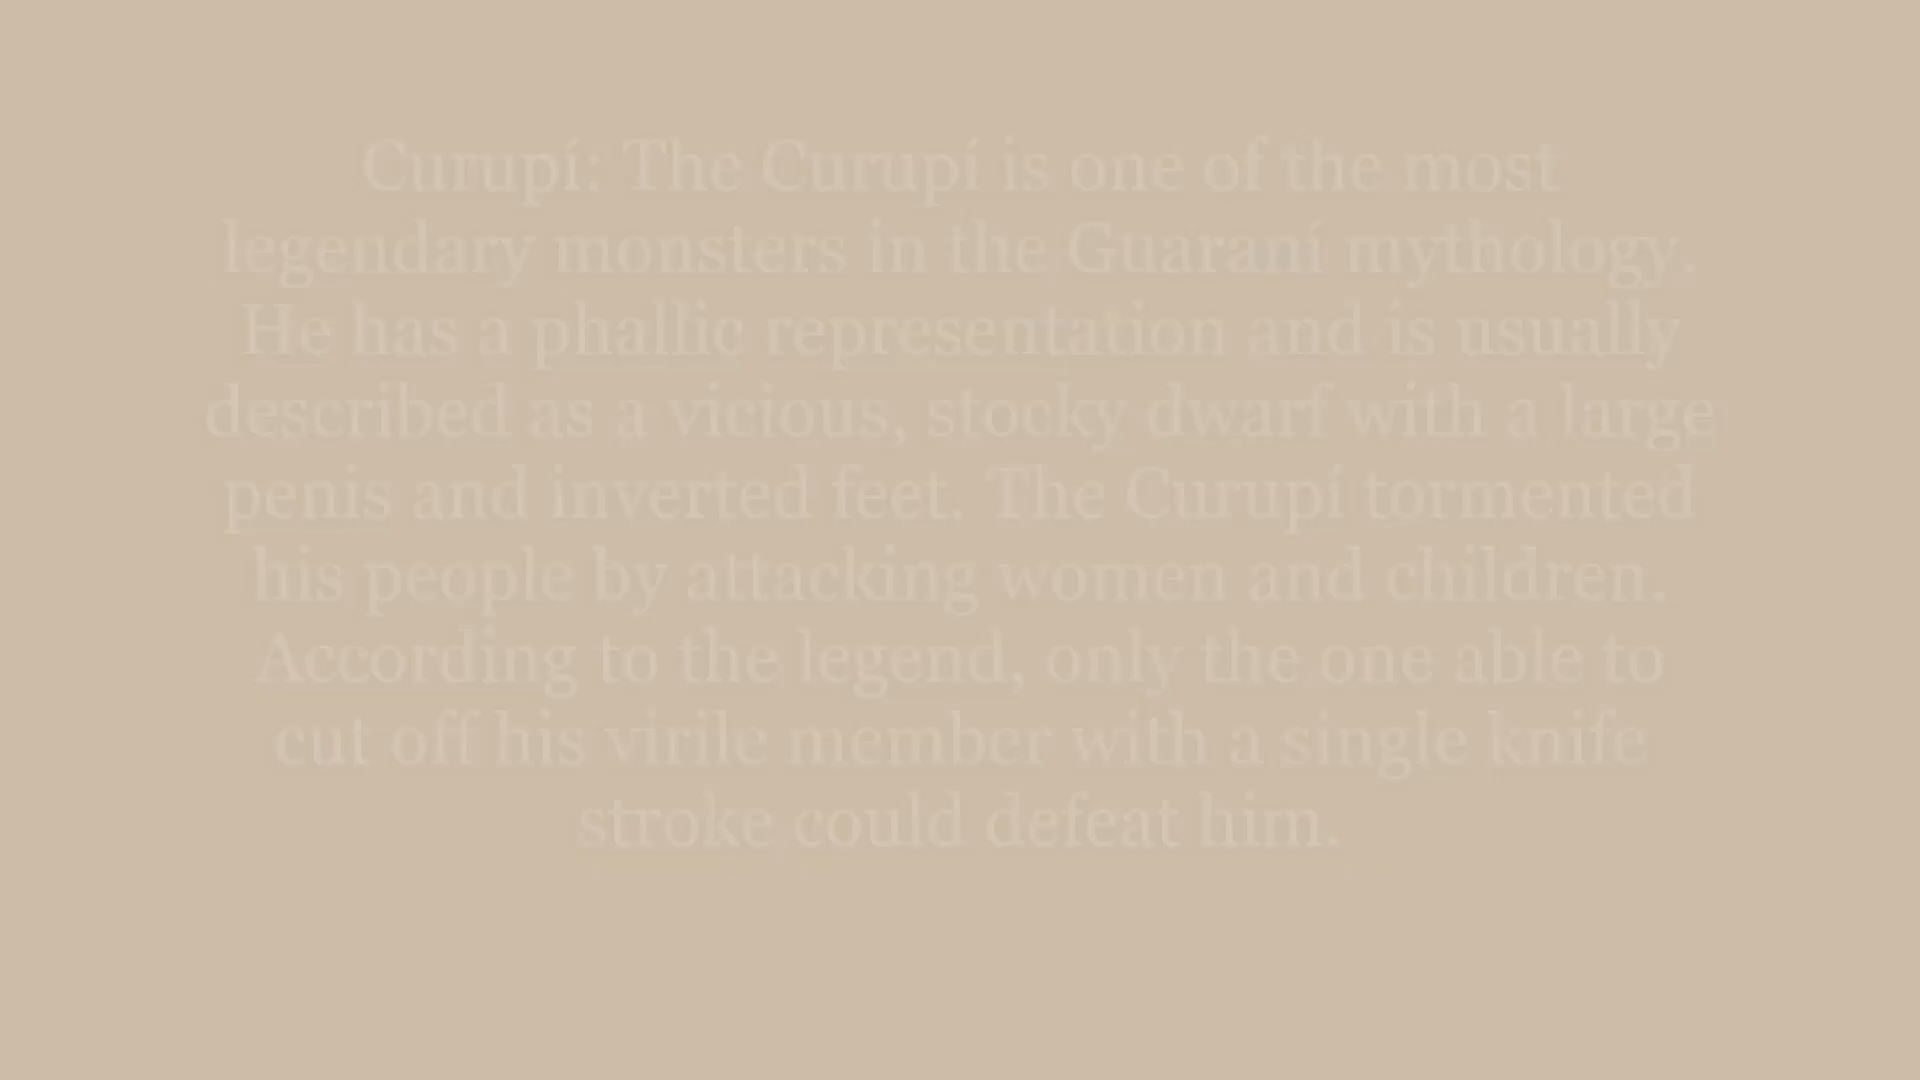 Curupí: The Curupí is one of the most
legendary monsters in the Guaraní mythology.
He has a phallic representation and is usually
described as a vicious, stocky dwarf with a large
penis and inverted feet. The Curupí tormented
his people by attacking women and children.
According to the legend, only the one able to
cut off his virile member with a single knife
stroke could defeat him.